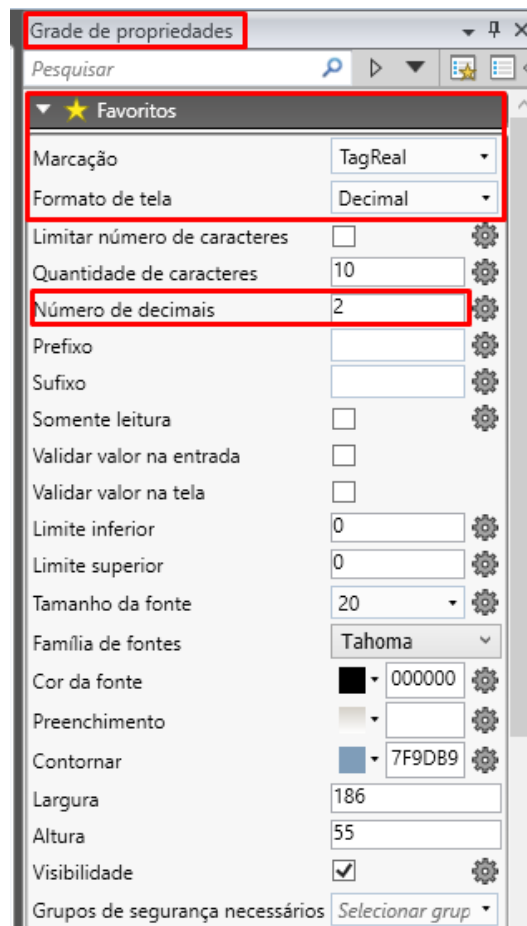 Grade de propriedades
Pesquisar
Favoritos
Marcação TagReal
Formato de tela Decimal
Limitar número de caracteres
Quantidade de caracteres 10
Número de decimais 2
Prefixo
Sufixo
Somente leitura
Validar valor na entrada
Validar valor na tela
Limite inferior 0
Limite superior 0
Tamanho da fonte 20
Família de fontes Tahoma
Cor da fonte 000000
Preenchimento
Contornar 7F9DB9
Largura 186
Altura 55
Visibilidade
Grupos de segurança necessários Selecionar grup